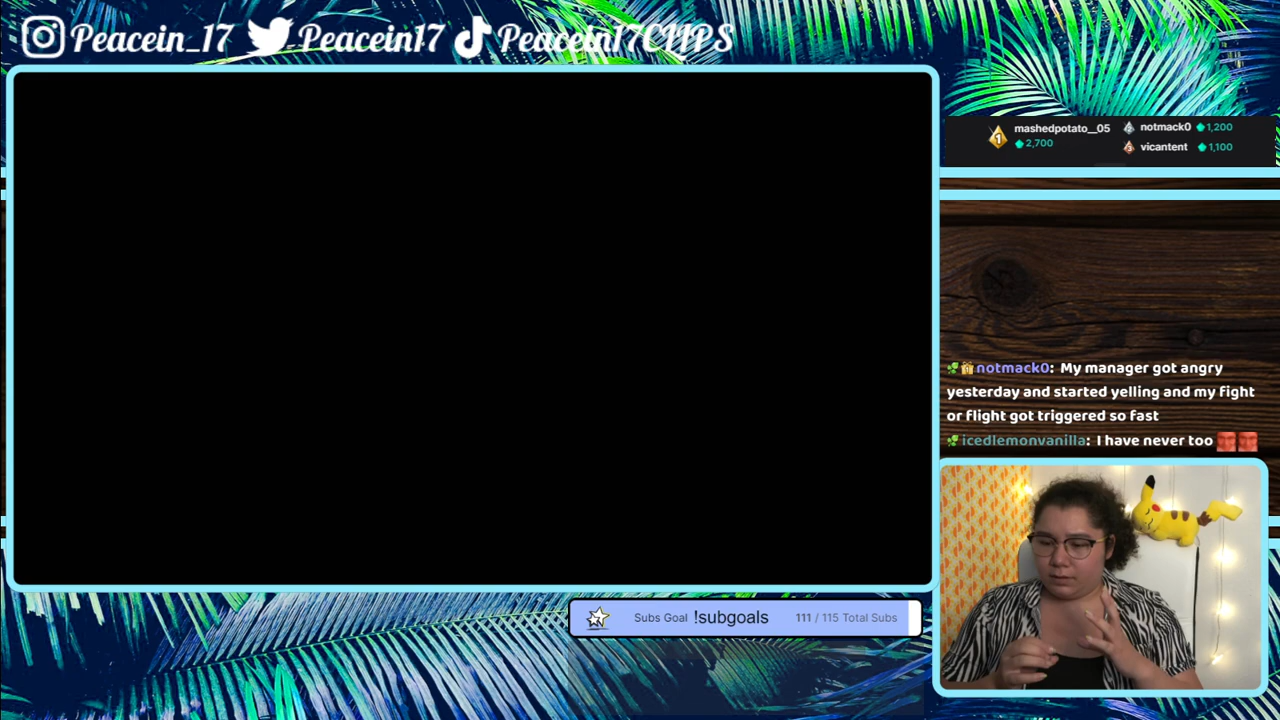 Peacein_17 Peacein17 Peacein17ClIPS
mashedpotato__05
2,700
notmack0 1,200
vicantent 1,100
notmack0: My manager got angry
yesterday and started yelling and my fight
or flight got triggered so fast
icedlemonvanilla: I have never too
Subs Goal !subgoals 111 / 115 Total Subs